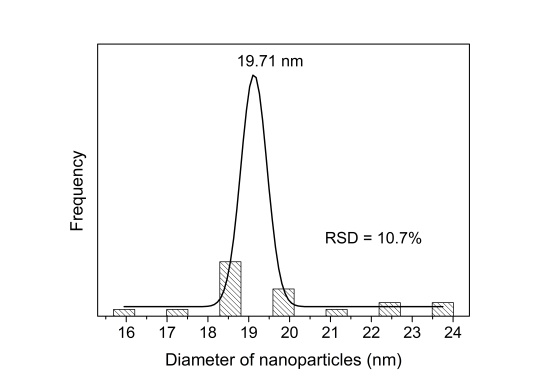 19.71 nm
Frequency
RSD = 10.7%
16 17 18 19 20 21 22 23 24
Diameter of nanoparticles (nm)